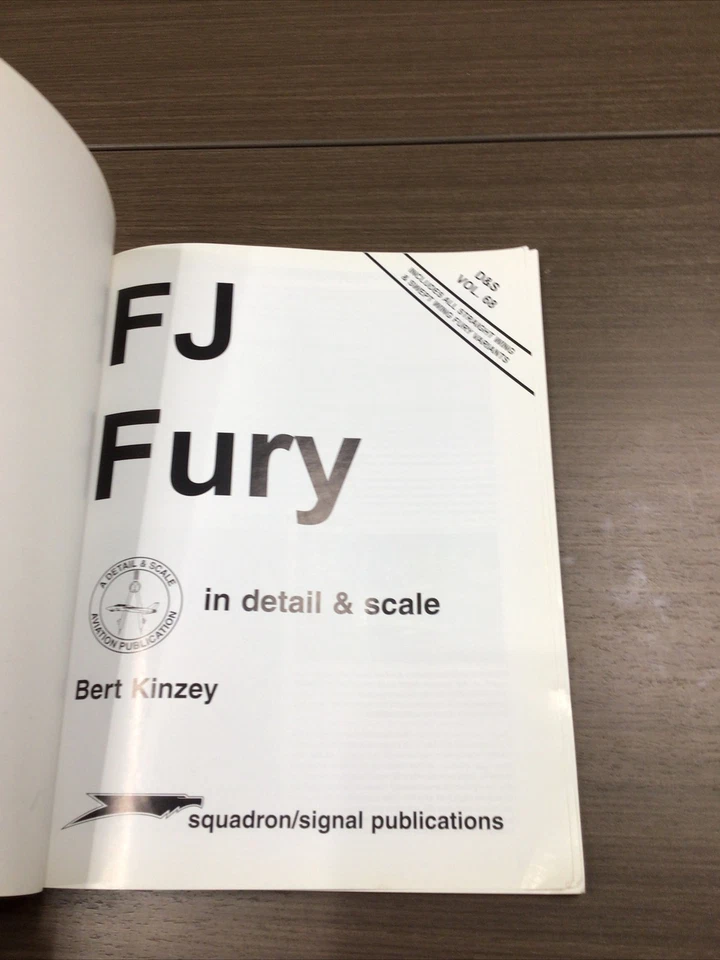 D&S
VOL. 68
INCLUDES ALL STRAIGHT WING
& SWEPT WING FURY VARIANTS
FJ
Fury
A DETAIL & SCALE
AVIATION PUBLICATION
in detail & scale
Bert Kinzey
squadron/signal publications